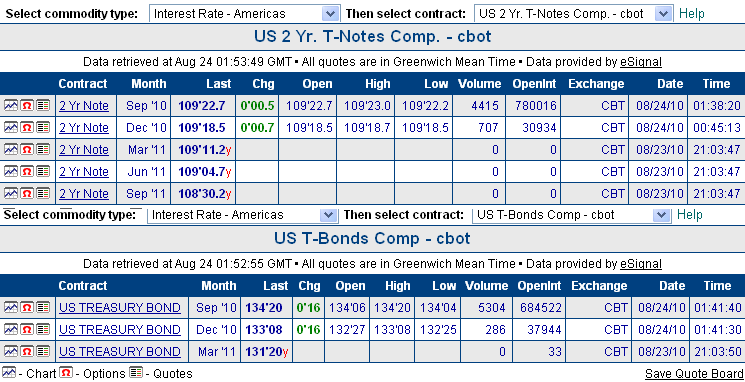 Select commodity type: Interest Rate - Americas Then select contract: US 2 Yr. T-Notes Comp. - cbot Help
US 2 Yr. T-Notes Comp. - cbot
Data retrieved at Aug 24 01:53:49 GMT • All quotes are in Greenwich Mean Time • Data provided by eSignal
Contract Month Last Chg Open High Low Volume OpenInt Exchange Date Time
2 Yr Note Sep '10 109'22.7 0'00.5 109'22.7 109'23.0 109'22.2 4415 780016 CBT 08/24/10 01:38:20
2 Yr Note Dec '10 109'18.5 0'00.7 109'18.5 109'18.7 109'18.5 707 30934 CBT 08/24/10 00:45:13
2 Yr Note Mar '11 109'11.2y 0 0 CBT 08/23/10 21:03:47
2 Yr Note Jun '11 109'04.7y 0 0 CBT 08/23/10 21:03:47
2 Yr Note Sep '11 108'30.2y 0 0 CBT 08/23/10 21:03:47
Select commodity type: Interest Rate - Americas Then select contract: US T-Bonds Comp - cbot Help
US T-Bonds Comp - cbot
Data retrieved at Aug 24 01:52:55 GMT • All quotes are in Greenwich Mean Time • Data provided by eSignal
Contract Month Last Chg Open High Low Volume OpenInt Exchange Date Time
US TREASURY BOND Sep '10 134'20 0'16 134'06 134'20 134'04 5304 684522 CBT 08/24/10 01:41:40
US TREASURY BOND Dec '10 133'08 0'16 132'27 133'08 132'25 286 37944 CBT 08/24/10 01:41:30
US TREASURY BOND Mar '11 131'20y 0 33 CBT 08/23/10 21:03:50
- Chart Ω - Options - Quotes Save Quote Board